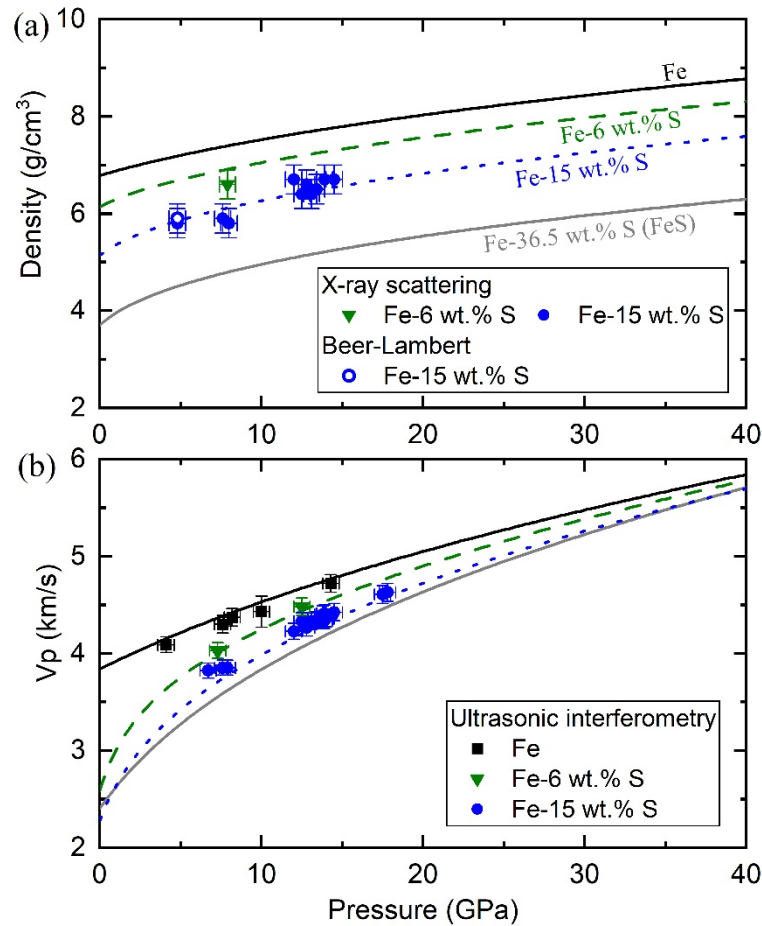 (a)
10
8
6
4
2
Density (g/cm³)
Fe
Fe-6 wt.% S
Fe-15 wt.% S
Fe-36.5 wt.% S (FeS)
X-ray scattering
Fe-6 wt.% S Fe-15 wt.% S
Beer-Lambert
Fe-15 wt.% S
0 10 20 30 40
(b)
6
5
4
3
2
Vp (km/s)
Ultrasonic interferometry
Fe
Fe-6 wt.% S
Fe-15 wt.% S
0 10 20 30 40
Pressure (GPa)